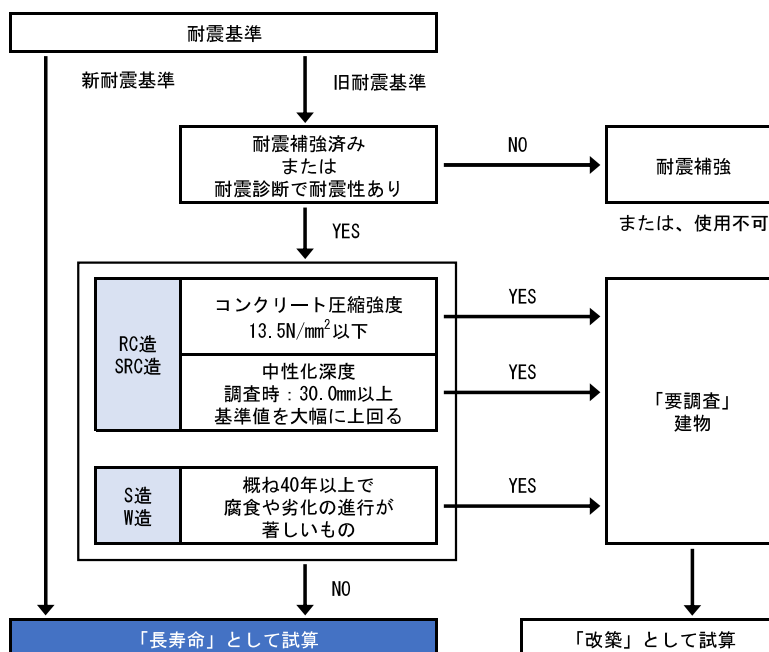 耐震基準
新耐震基準
旧耐震基準
耐震補強済み
または
耐震診断で耐震性あり
NO
耐震補強
または、使用不可
YES
RC造
SRC造
コンクリート圧縮強度
13.5N/mm²以下
YES
中性化深度
調査時：30.0mm以上
基準値を大幅に上回る
YES
「要調査」
建物
S造
W造
概ね40年以上で
腐食や劣化の進行が
著しいもの
YES
NO
「長寿命」として試算
「改築」として試算